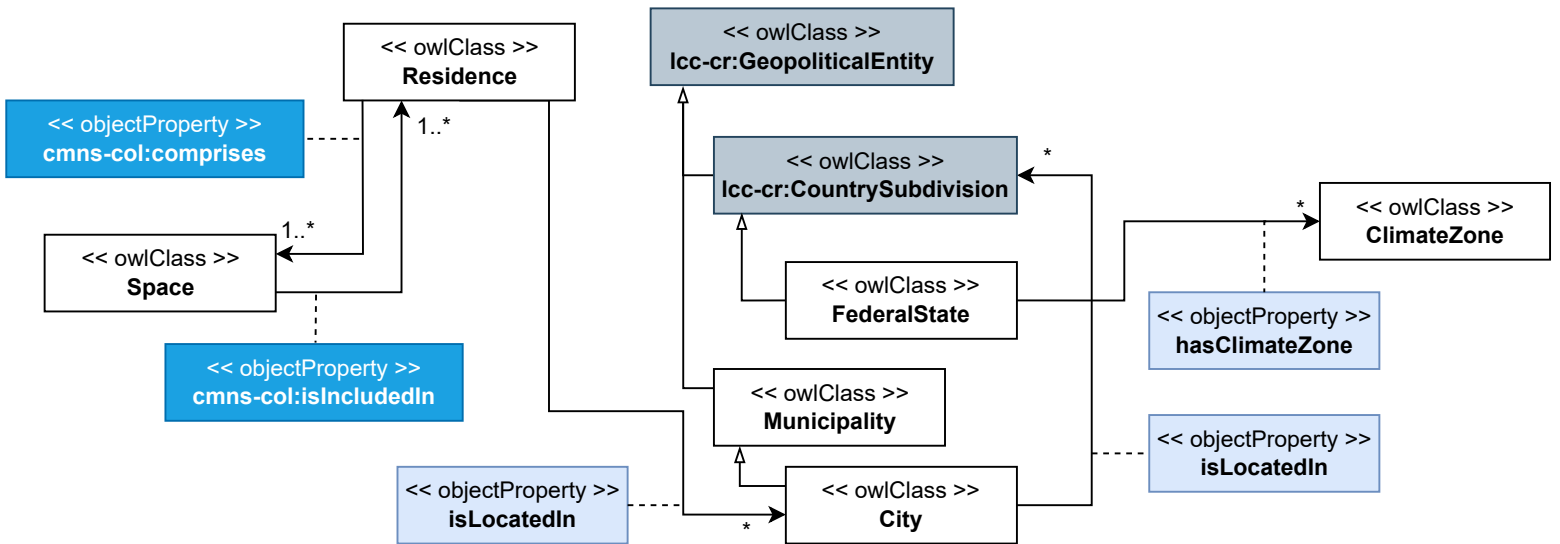 << owlClass >>
Residence
<< owlClass >>
lcc-cr:GeopoliticalEntity
<< objectProperty >>
cmns-col:comprises
1..*
<< owlClass >>
lcc-cr:CountrySubdivision
*
1..*
<< owlClass >>
Space
*
<< owlClass >>
ClimateZone
<< owlClass >>
FederalState
<< objectProperty >>
hasClimateZone
<< objectProperty >>
cmns-col:isIncludedIn
<< owlClass >>
Municipality
<< objectProperty >>
isLocatedIn
<< objectProperty >>
isLocatedIn
*
<< owlClass >>
City